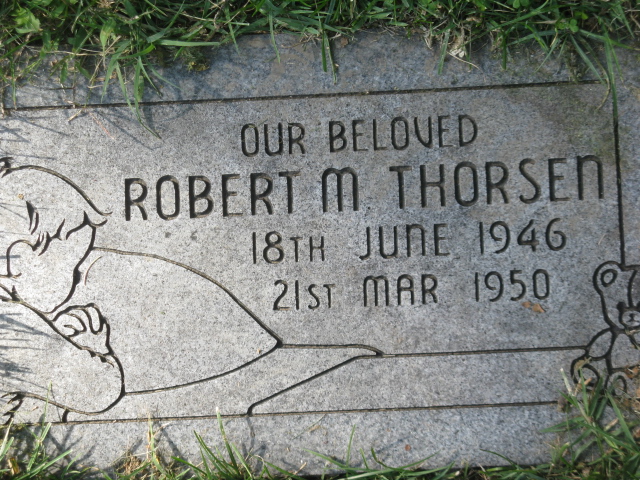 OUR BELOVED
ROBERT M. THORSEN
18TH JUNE 1946
21ST MAR 1950